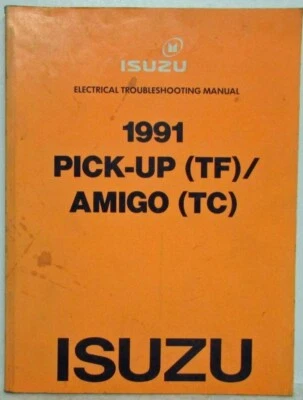 ISUZU
ELECTRICAL TROUBLESHOOTING MANUAL
1991
PICK-UP (TF)/
AMIGO (TC)
ISUZU